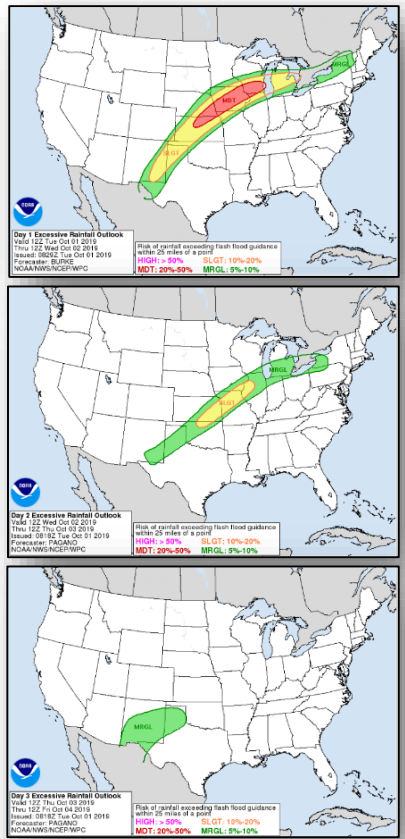 MRGL
MDT
SLGT
noaa
Day 1 Excessive Rainfall Outlook
Valid 12Z Tue Oct 01 2019
Thru 12Z Wed Oct 02 2019
Issued: 0829Z Tue Oct 01 2019
Forecaster: BURKE
NOAA/NWS/NCEP/WPC
Risk of rainfall exceeding flash flood guidance
within 25 miles of a point
HIGH: > 50% SLGT: 10%-20%
MDT: 20%-50% MRGL: 5%-10%
MRGL
SLGT
noaa
Day 2 Excessive Rainfall Outlook
Valid 12Z Wed Oct 02 2019
Thru 12Z Thu Oct 03 2019
Issued: 0818Z Tue Oct 01 2019
Forecaster: PAGANO
NOAA/NWS/NCEP/WPC
Risk of rainfall exceeding flash flood guidance
within 25 miles of a point
HIGH: > 50% SLGT: 10%-20%
MDT: 20%-50% MRGL: 5%-10%
MRGL
noaa
Day 3 Excessive Rainfall Outlook
Valid 12Z Thu Oct 03 2019
Thru 12Z Fri Oct 04 2019
Issued: 0818Z Tue Oct 01 2019
Forecaster: PAGANO
NOAA/NWS/NCEP/WPC
Risk of rainfall exceeding flash flood guidance
within 25 miles of a point
HIGH: > 50% SLGT: 10%-20%
MDT: 20%-50% MRGL: 5%-10%